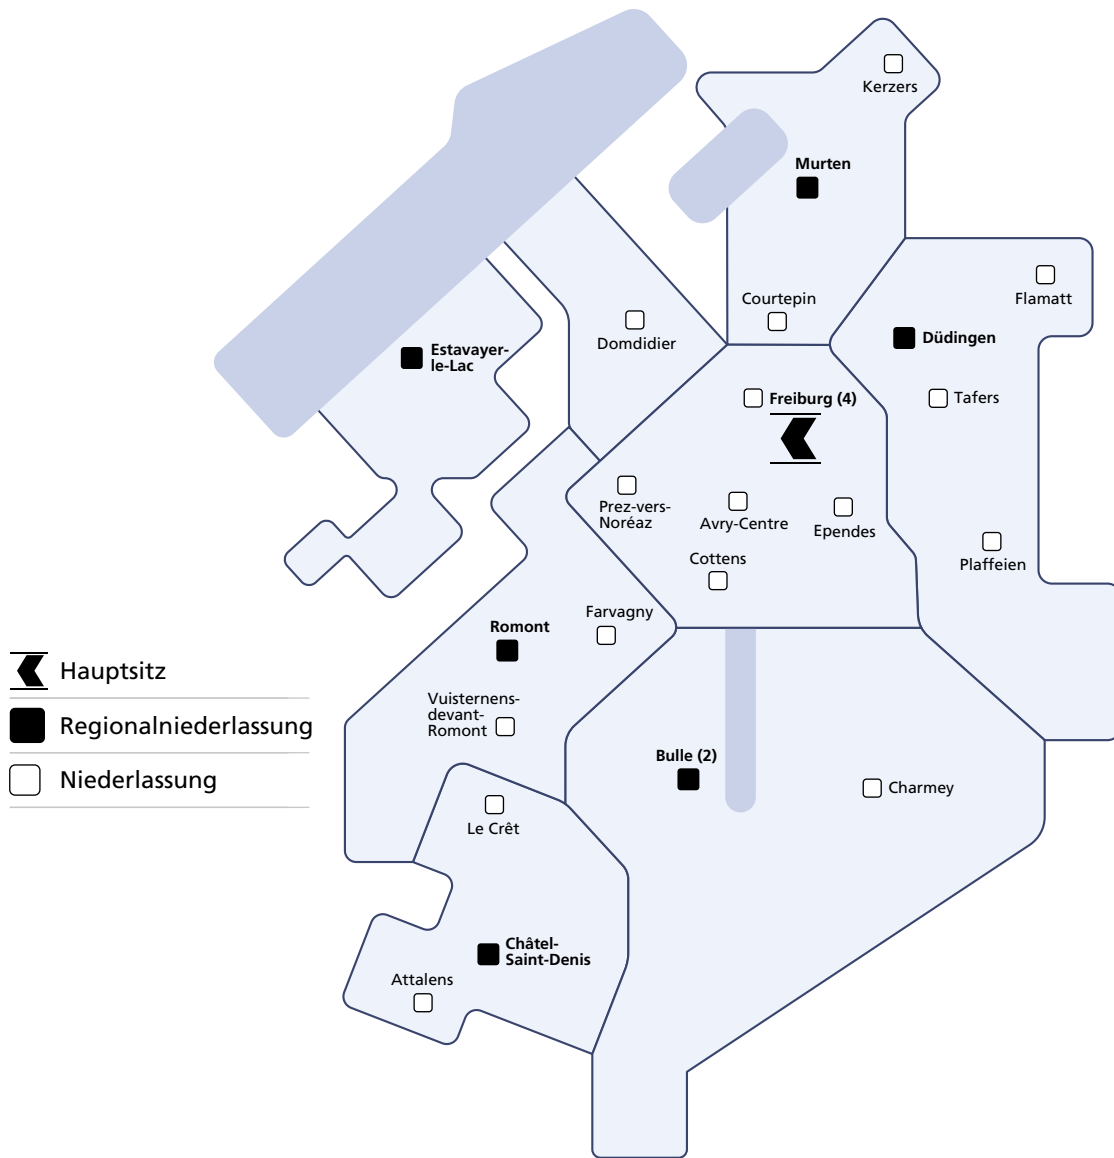 Kerzers
Murten
Courtepin
Flamatt
Domdidier
Düdingen
Estavayer-
le-Lac
Freiburg (4)
Tafers
Prez-vers-
Noréaz
Avry-Centre
Ependes
Plaffeien
Cottens
Farvagny
Romont
Hauptsitz
Regionalniederlassung
Niederlassung
Vuisternens-
devant-
Romont
Bulle (2)
Charmey
Le Crêt
Châtel-
Saint-Denis
Attalens